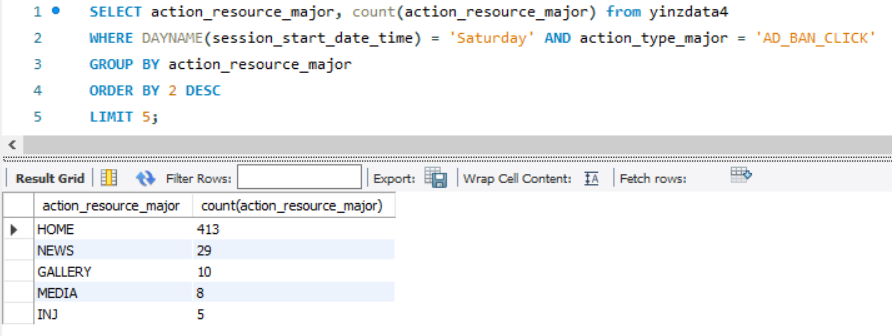 1 SELECT action_resource_major, count(action_resource_major) from yinzdata4
2 WHERE DAYNAME(session_start_date_time) = 'Saturday' AND action_type_major = 'AD_BAN_CLICK'
3 GROUP BY action_resource_major
4 ORDER BY 2 DESC
5 LIMIT 5;
Result Grid Filter Rows: Export: Wrap Cell Content: Fetch rows:
action_resource_major count(action_resource_major)
HOME 413
NEWS 29
GALLERY 10
MEDIA 8
INJ 5